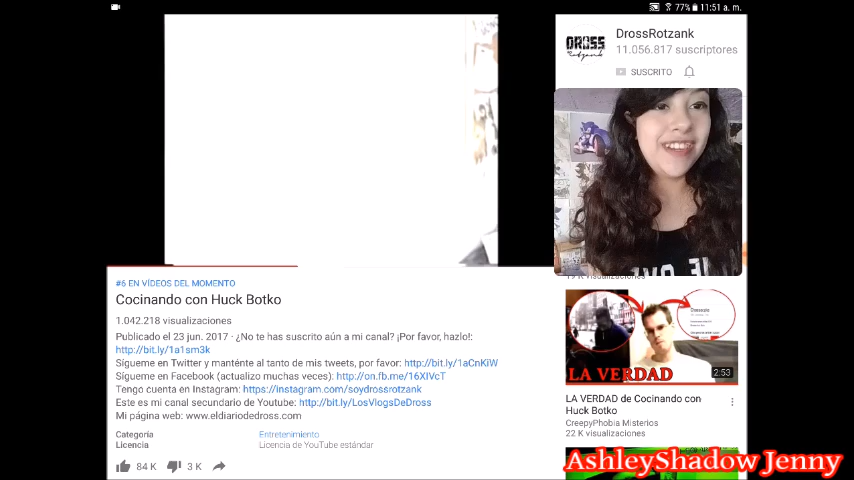 77% 11:51 a. m.
DROSS
Rotzank
DrossRotzank
11.056.817 suscriptores
SUSCRITO
#6 EN VÍDEOS DEL MOMENTO
Cocinando con Huck Botko
1.042.218 visualizaciones
Publicado el 23 jun. 2017 · ¿No te has suscrito aún a mi canal? ¡Por favor, hazlo!:
http://bit.ly/1a1sm3k
Sígueme en Twitter y manténte al tanto de mis tweets, por favor: http://bit.ly/1aCnKiW
Sígueme en Facebook (actualizo muchas veces): http://on.fb.me/16XIVcT
Tengo cuenta en Instagram: https://instagram.com/soydrossrotzank
Este es mi canal secundario de Youtube: http://bit.ly/LosVlogsDeDross
Mi página web: www.eldiariodedross.com
Categoría Entretenimiento
Licencia Licencia de YouTube estándar
84 K 3 K
LA VERDAD
2:53
LA VERDAD de Cocinando con
Huck Botko
CreepyPhobia Misterios
22 K visualizaciones
AshleyShadow Jenny